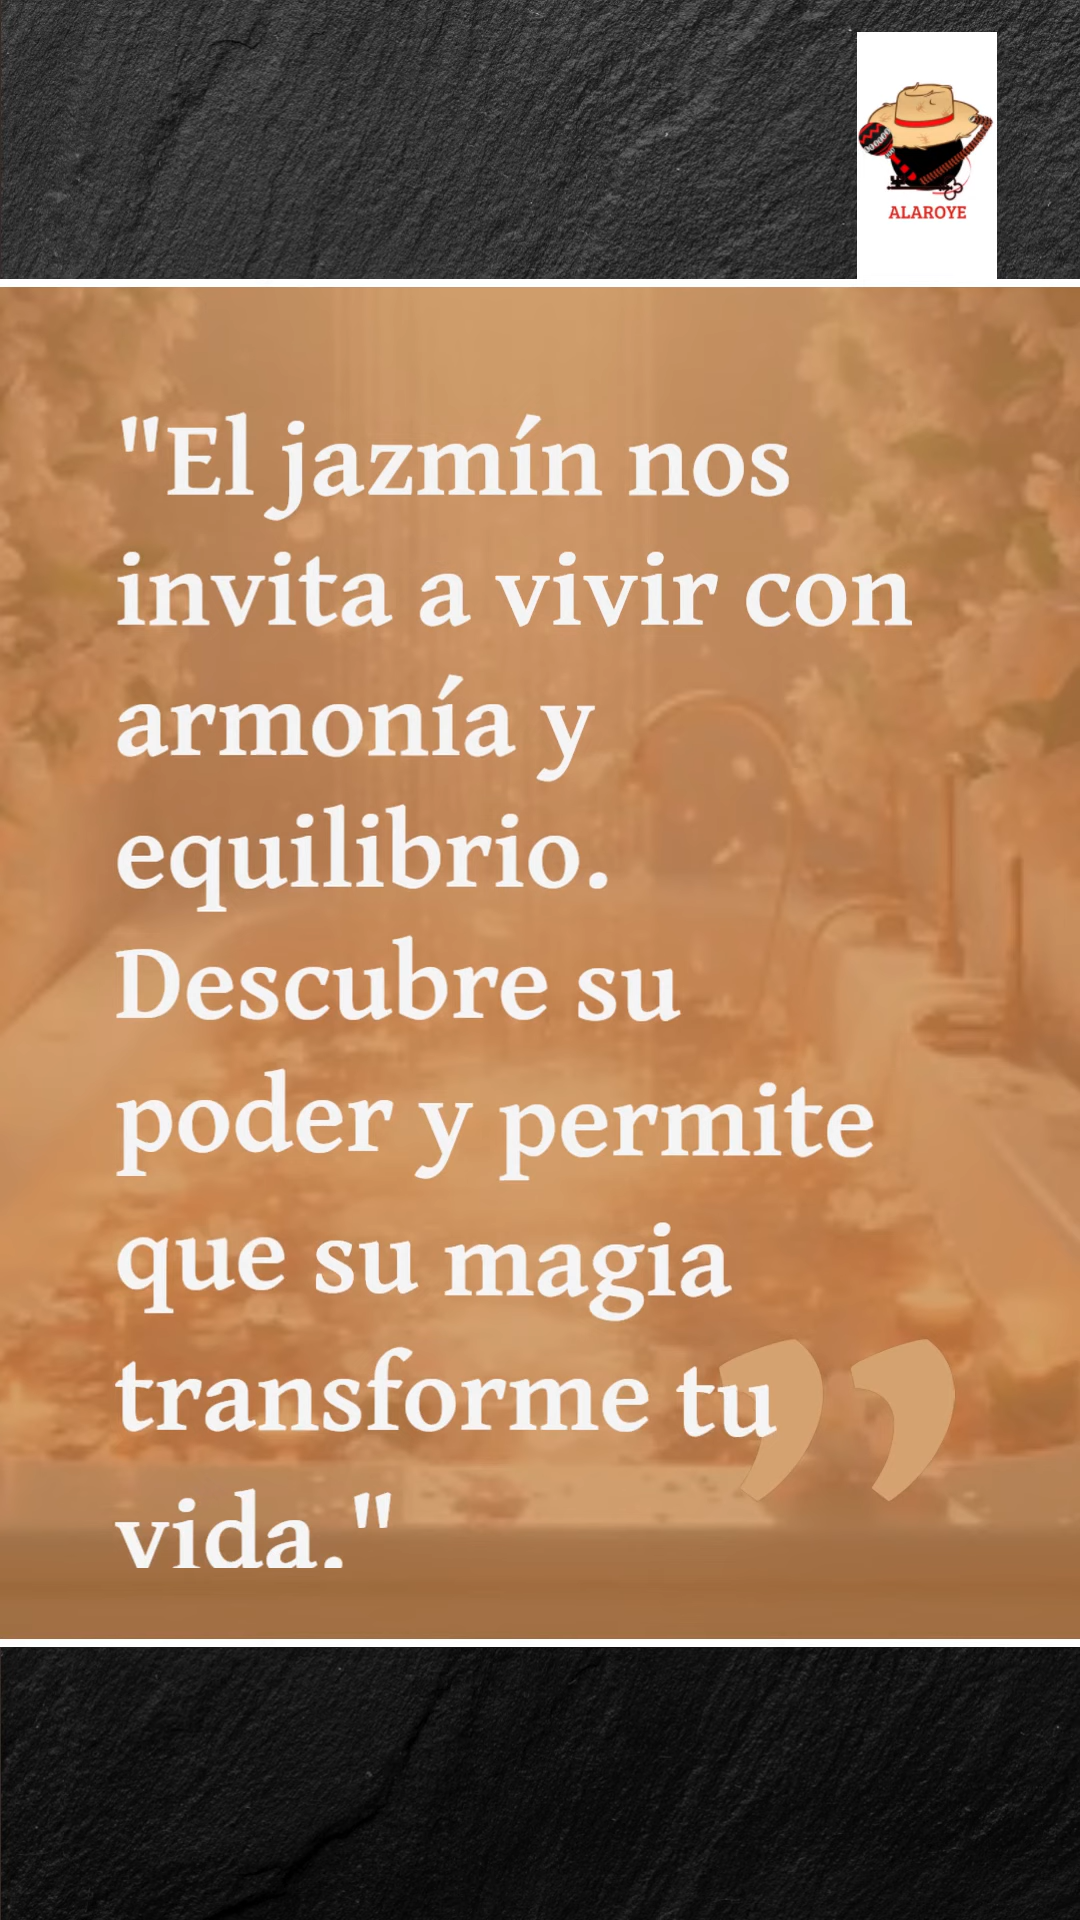 ALAROYE
"El jazmín nos
invita a vivir con
armonía y
equilibrio.
Descubre su
poder y permite
que su magia
transforme tu
vida."